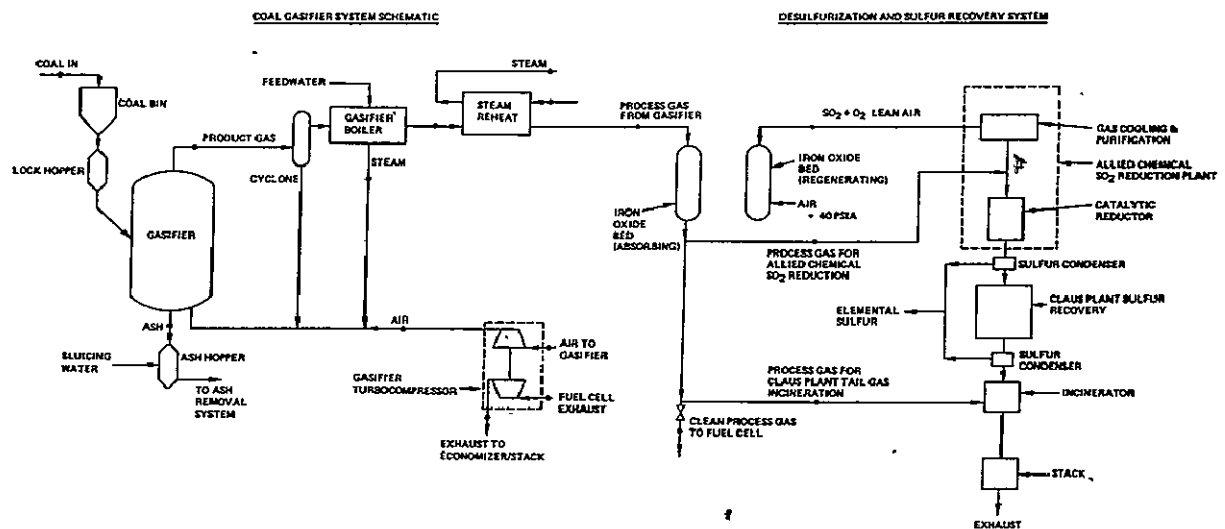 COAL GASIFIER SYSTEM SCHEMATIC
DESULFURIZATION AND SULFUR RECOVERY SYSTEM
COAL IN
COAL BIN
LOCK HOPPER
GASIFIER
PRODUCT GAS
CYCLONE
FEEDWATER
GASIFIER
BOILER
STEAM
STEAM
REHEAT
STEAM
ASH
ASH HOPPER
SLUICING
WATER
TO ASH
REMOVAL
SYSTEM
AIR
AIR TO
GASIFIER
GASIFIER
TURBOCOMPRESSOR
FUEL CELL
EXHAUST
EXHAUST TO
ECONOMIZER/STACK
PROCESS GAS
FROM GASIFIER
IRON
OXIDE
BED
(ABSORBING)
SO2 + O2 LEAN AIR
IRON OXIDE
BED
(REGENERATING)
AIR
40 PSIA
GAS COOLING &
PURIFICATION
ALLIED CHEMICAL
SO2 REDUCTION PLANT
CATALYTIC
REDUCTOR
PROCESS GAS FOR
ALLIED CHEMICAL
SO2 REDUCTION
SULFUR CONDENSER
ELEMENTAL
SULFUR
CLAUS PLANT SULFUR
RECOVERY
SULFUR
CONDENSER
PROCESS GAS FOR
CLAUS PLANT TAIL GAS
INCINERATION
INCINERATOR
CLEAN PROCESS GAS
TO FUEL CELL
STACK
EXHAUST